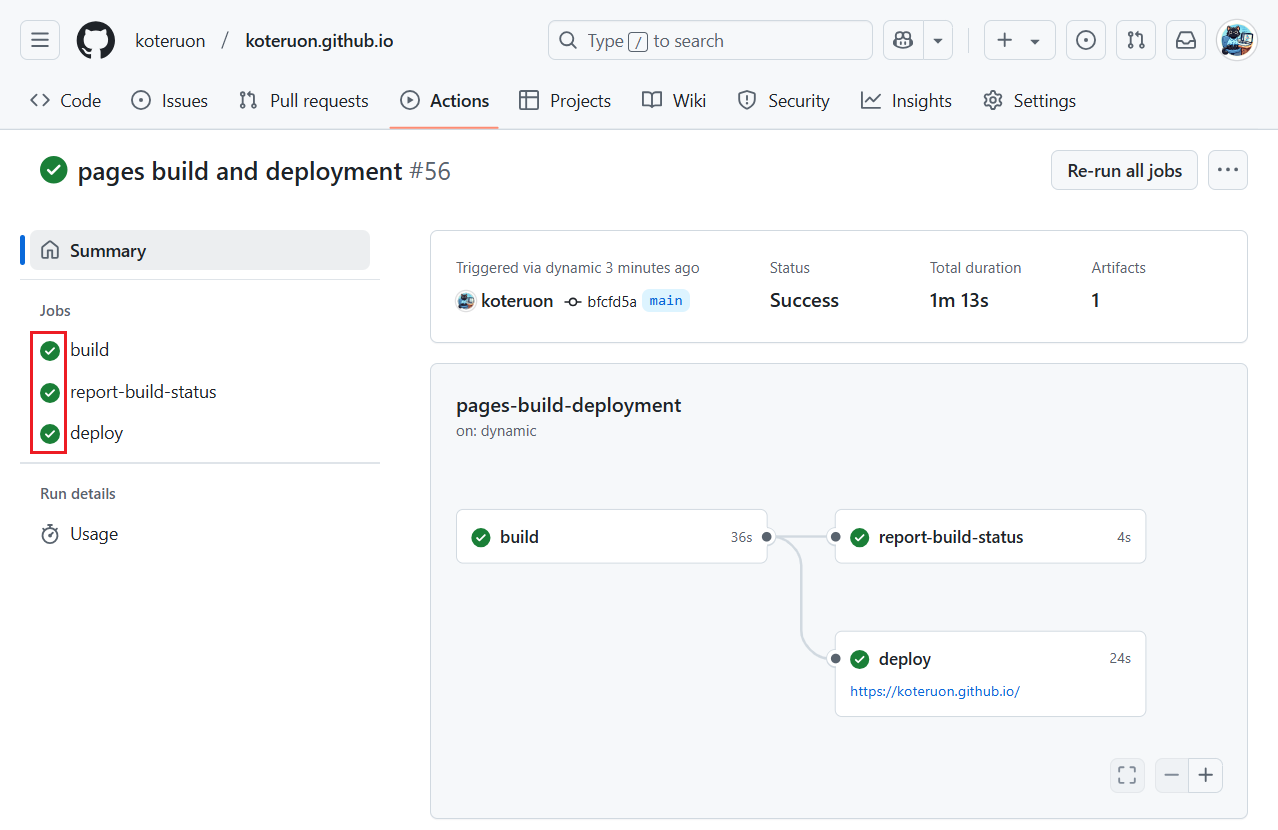 koteruon / koteruon.github.io Type / to search
Code Issues Pull requests Actions Projects Wiki Security Insights Settings
pages build and deployment #56 Re-run all jobs
Summary
Jobs
build
report-build-status
deploy
Run details
Usage
Triggered via dynamic 3 minutes ago Status Total duration Artifacts
koteruon bfcfd5a main Success 1m 13s 1
pages-build-deployment
on: dynamic
build 36s report-build-status 4s
deploy 24s
https://koteruon.github.io/